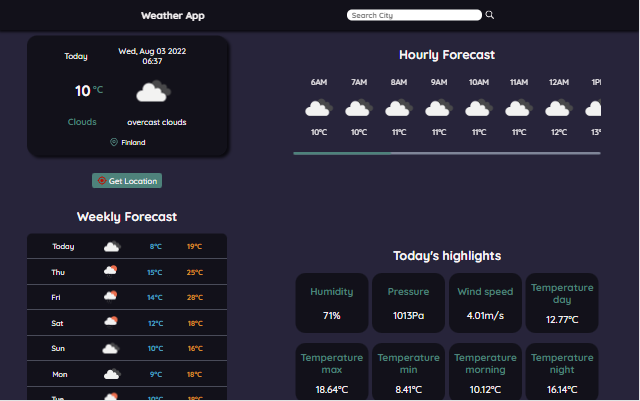 Weather App
Search City
Today
Wed, Aug 03 2022
06:37
10 °C
Clouds
overcast clouds
Finland
Get Location
Weekly Forecast
Today 8°C 19°C
Thu 15°C 25°C
Fri 14°C 28°C
Sat 12°C 18°C
Sun 10°C 16°C
Mon 9°C 18°C
Tue 10°C 18°C
Hourly Forecast
6AM 7AM 8AM 9AM 10AM 11AM 12AM 1P
10°C 10°C 11°C 11°C 11°C 11°C 12°C 13°
Today's highlights
Humidity
71%
Pressure
1013Pa
Wind speed
4.01m/s
Temperature
day
12.77°C
Temperature
max
18.64°C
Temperature
min
8.41°C
Temperature
morning
10.12°C
Temperature
night
16.14°C